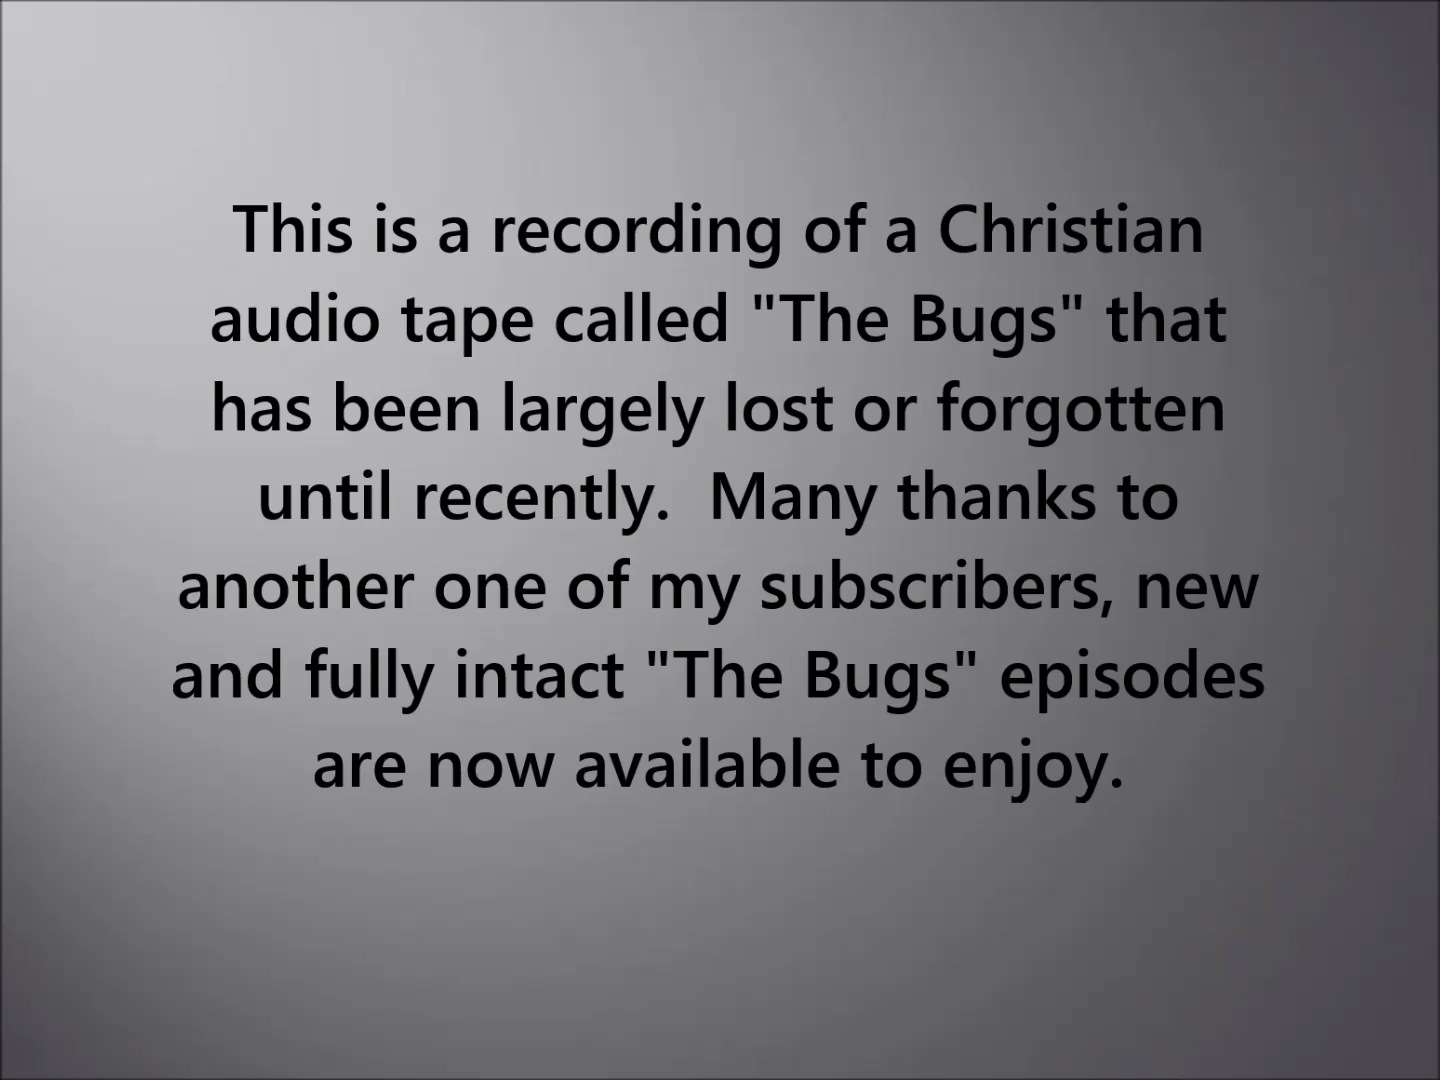 This is a recording of a Christian
audio tape called "The Bugs" that
has been largely lost or forgotten
until recently.  Many thanks to
another one of my subscribers, new
and fully intact "The Bugs" episodes
are now available to enjoy.